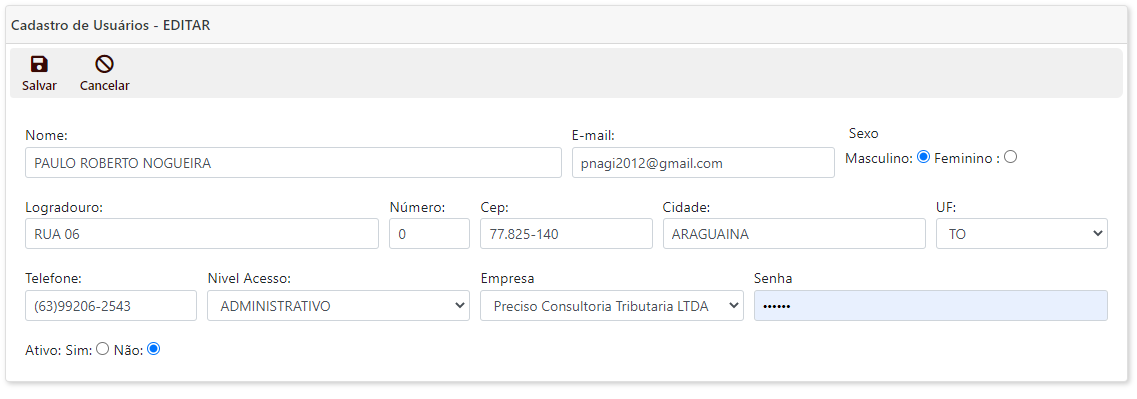 Cadastro de Usuários - EDITAR
Salvar Cancelar
Nome: E-mail: Sexo
PAULO ROBERTO NOGUEIRA pnagi2012@gmail.com Masculino: Feminino :
Logradouro: Número: Cep: Cidade: UF:
RUA 06 0 77.825-140 ARAGUAINA TO
Telefone: Nivel Acesso: Empresa Senha
(63)99206-2543 ADMINISTRATIVO Preciso Consultoria Tributaria LTDA ••••••
Ativo: Sim: Não: